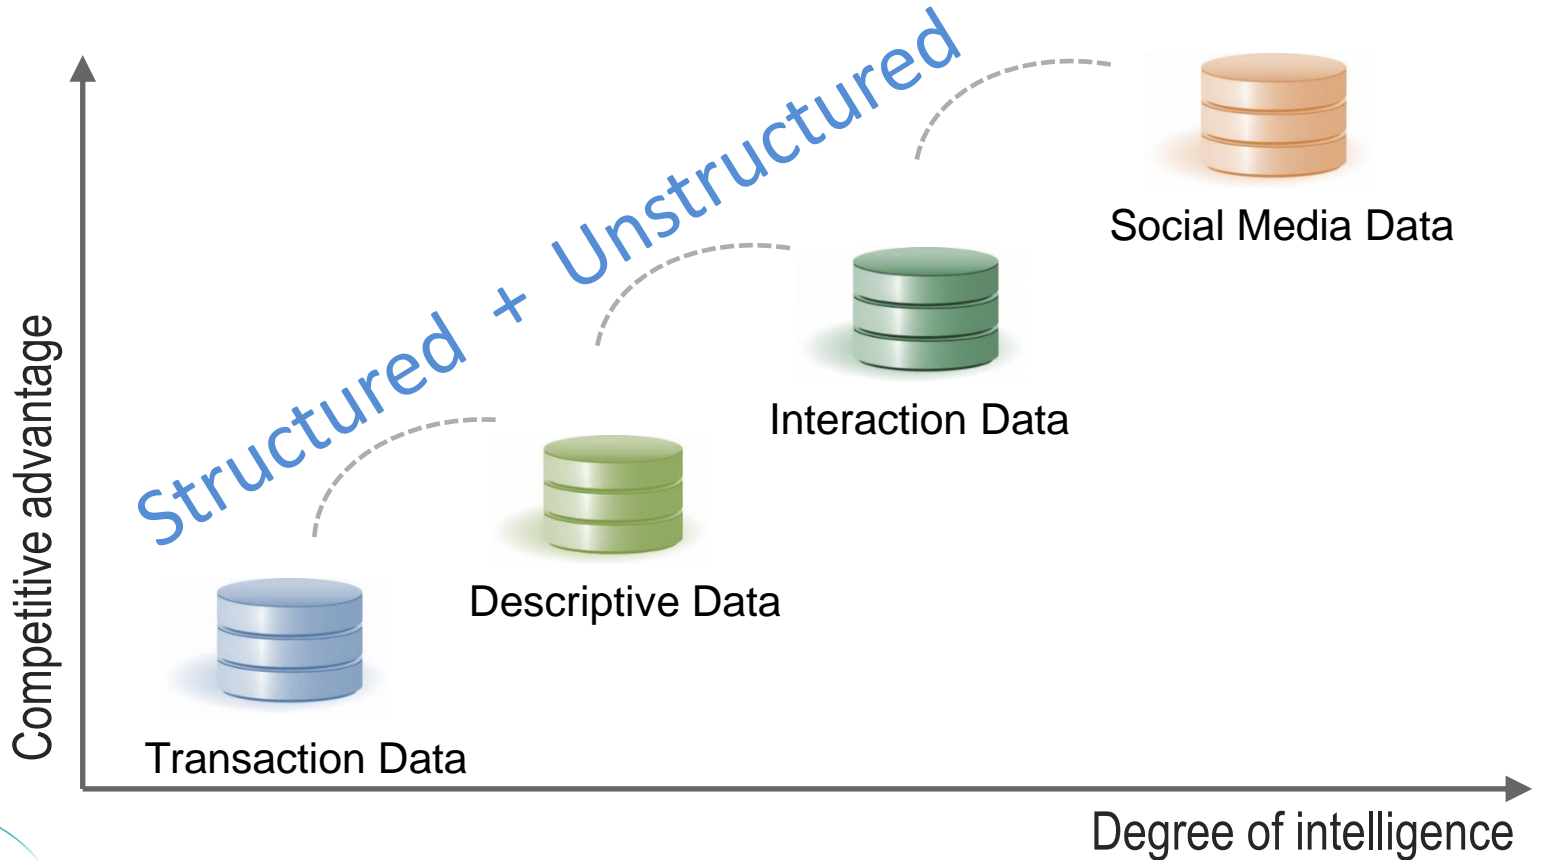 Structured + Unstructured
Social Media Data
Interaction Data
Descriptive Data
Transaction Data
Competitive advantage
Degree of intelligence